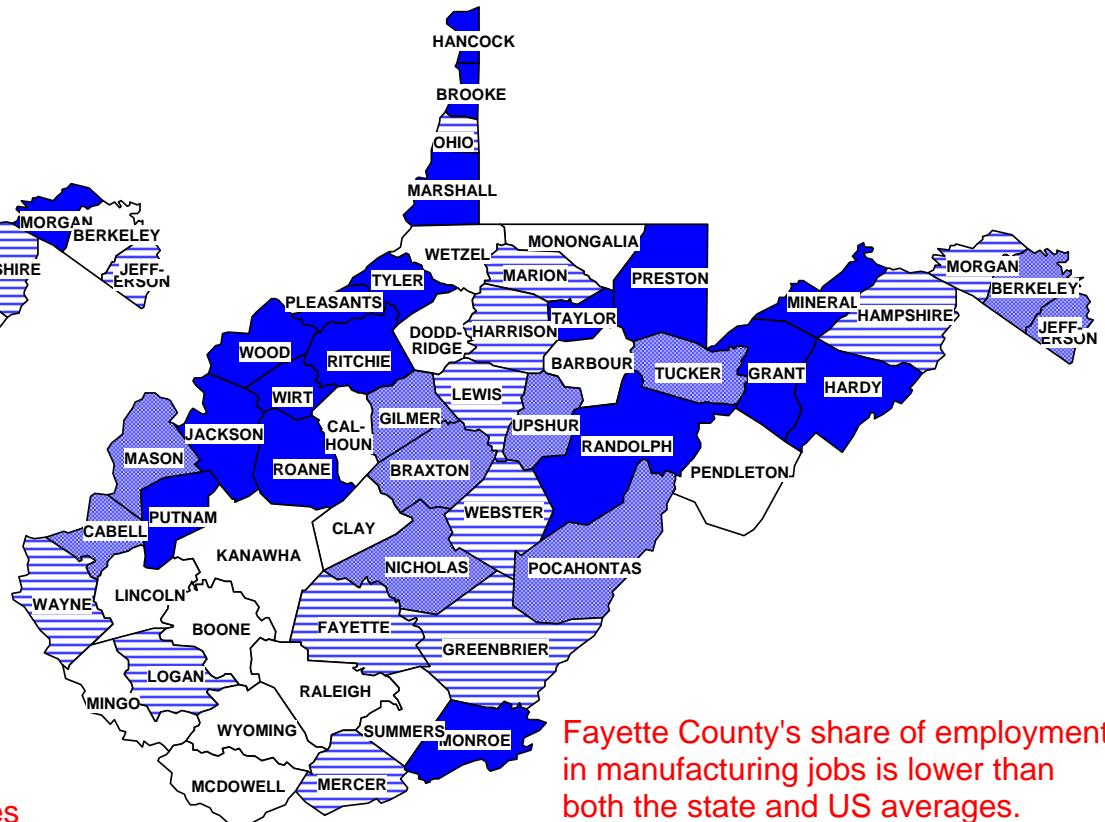 HANCOCK
BROOKE
OHIO
MARSHALL
MORGAN
BERKELEY
SHIRE
JEFF-
ERSON
WETZEL
MONONGALIA
MARION
PRESTON
TYLER
PLEASANTS
MORGAN
BERKELEY
MINERAL
HAMPSHIRE
JEFF-
ERSON
DODD-
RIDGE
HARRISON
TAYLOR
WOOD
RITCHIE
BARBOUR
TUCKER
GRANT
HARDY
WIRT
LEWIS
GILMER
UPSHUR
CAL-
HOUN
JACKSON
RANDOLPH
MASON
ROANE
BRAXTON
PENDLETON
PUTNAM
WEBSTER
CABELL
CLAY
KANAWHA
NICHOLAS
POCAHONTAS
LINCOLN
WAYNE
BOONE
FAYETTE
GREENBRIER
LOGAN
RALEIGH
MINGO
WYOMING
SUMMERS
MONROE
MCDOWELL
MERCER
Fayette County's share of employment
in manufacturing jobs is lower than
both the state and US averages.
es